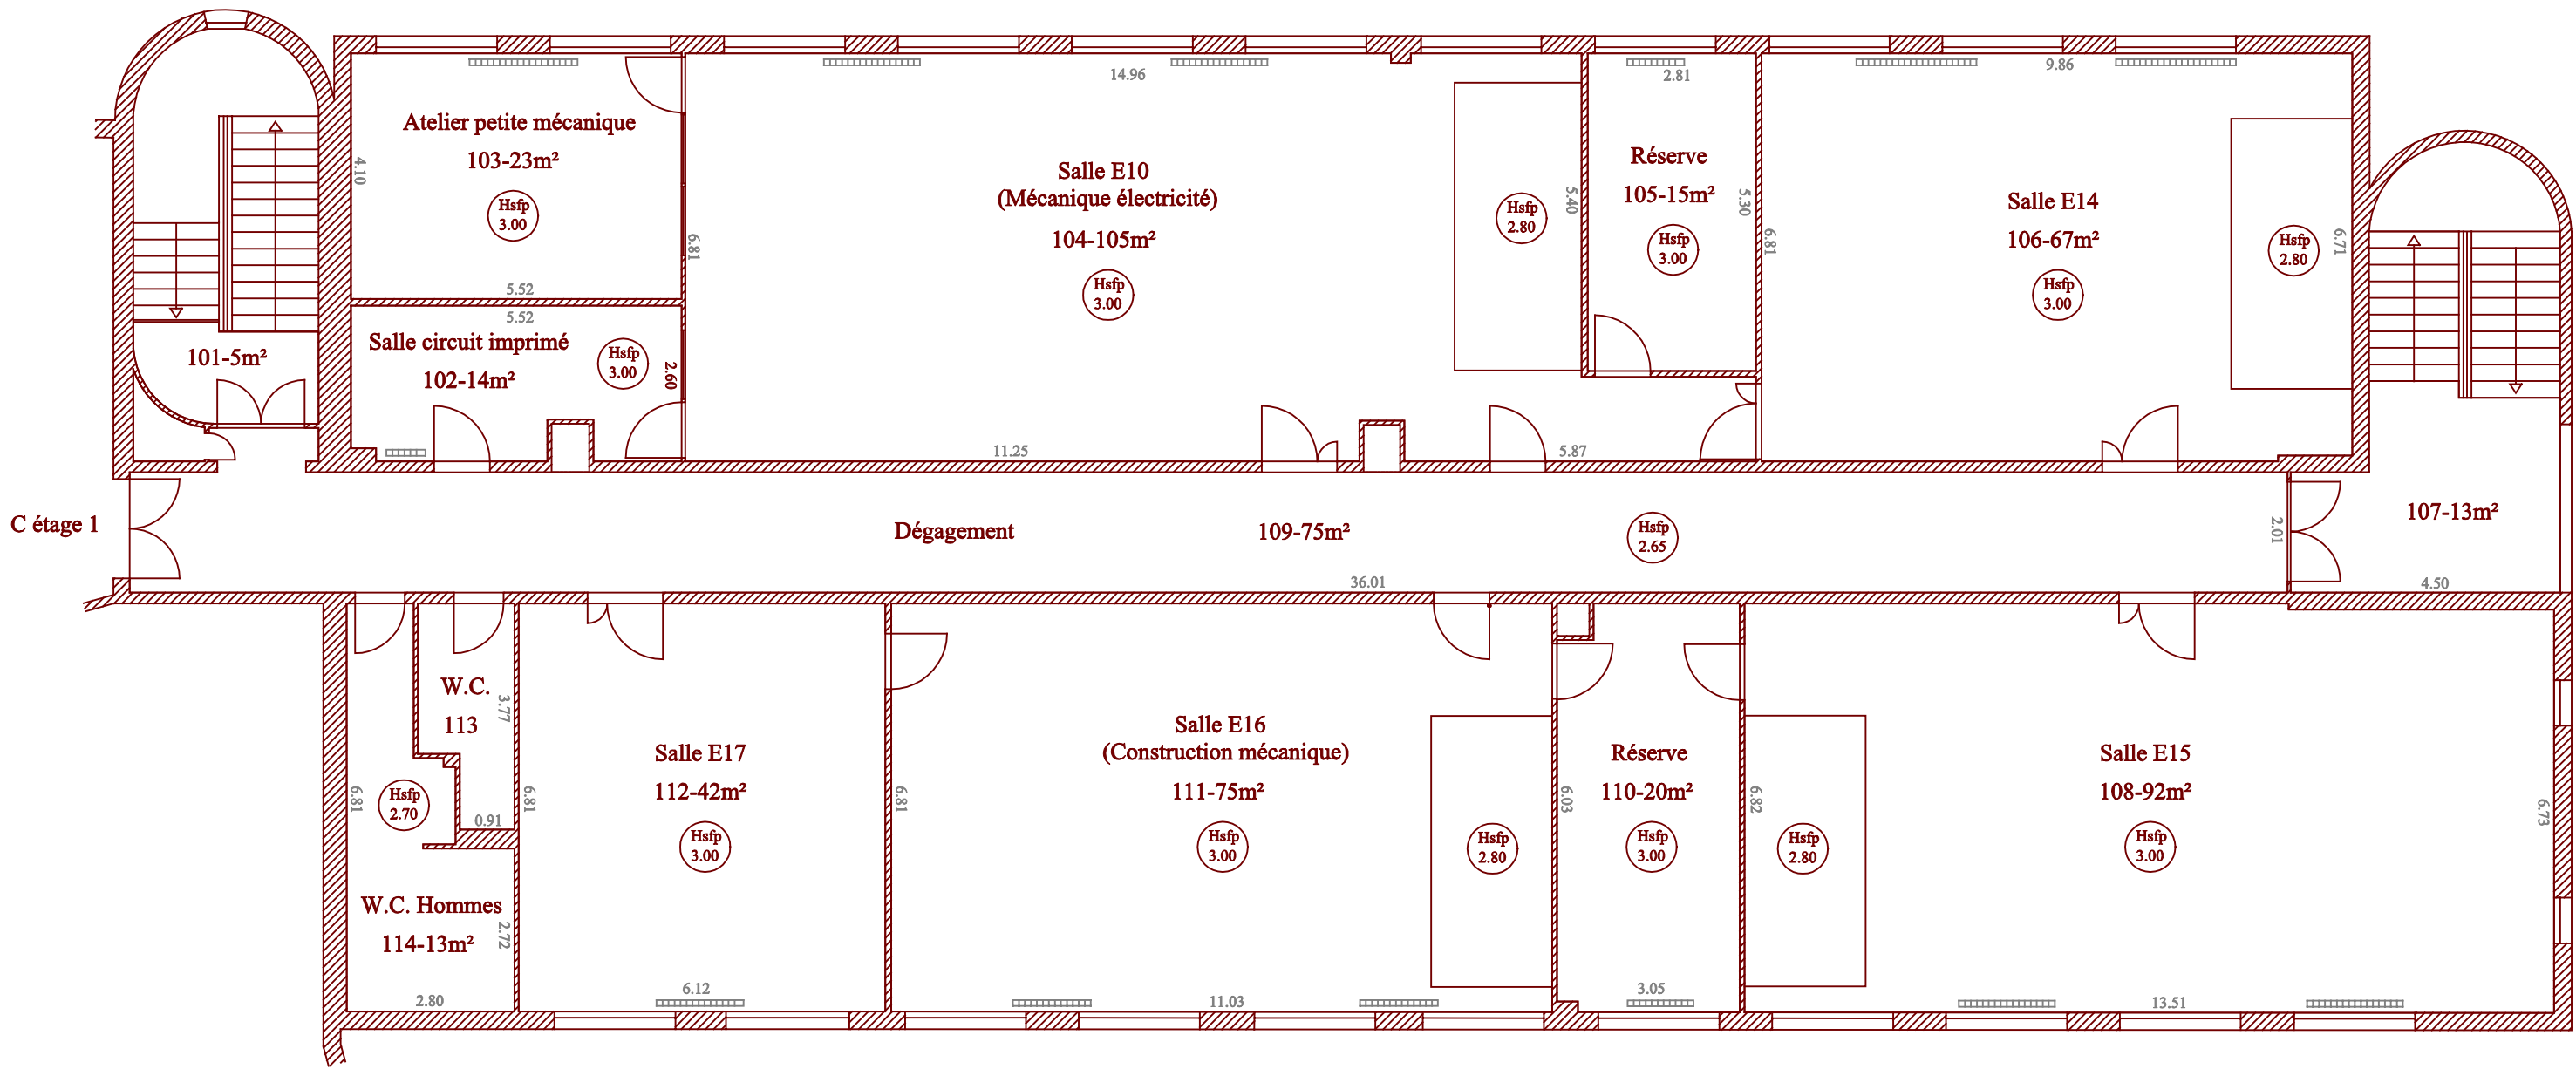 14.96
2.81
9.86
Atelier petite mécanique
103-23m²
4.10
Hsfp
3.00
5.52
6.81
Salle E10
(Mécanique électricité)
104-105m²
Hsfp
3.00
Hsfp
2.80
5.40
Réserve
105-15m²
5.30
Hsfp
3.00
6.81
Salle E14
106-67m²
Hsfp
3.00
Hsfp
2.80
6.71
5.52
Salle circuit imprimé
102-14m²
Hsfp
3.00
2.60
101-5m²
11.25
5.87
C étage 1
Dégagement
109-75m²
Hsfp
2.65
2.01
107-13m²
36.01
4.50
W.C.
113
3.77
6.81
Hsfp
2.70
0.91
W.C. Hommes
114-13m²
2.72
2.80
Salle E17
112-42m²
6.81
Hsfp
3.00
6.12
Salle E16
(Construction mécanique)
111-75m²
6.81
Hsfp
3.00
Hsfp
2.80
11.03
Réserve
110-20m²
6.03
Hsfp
3.00
3.05
Salle E15
108-92m²
6.82
Hsfp
2.80
Hsfp
3.00
6.73
13.51